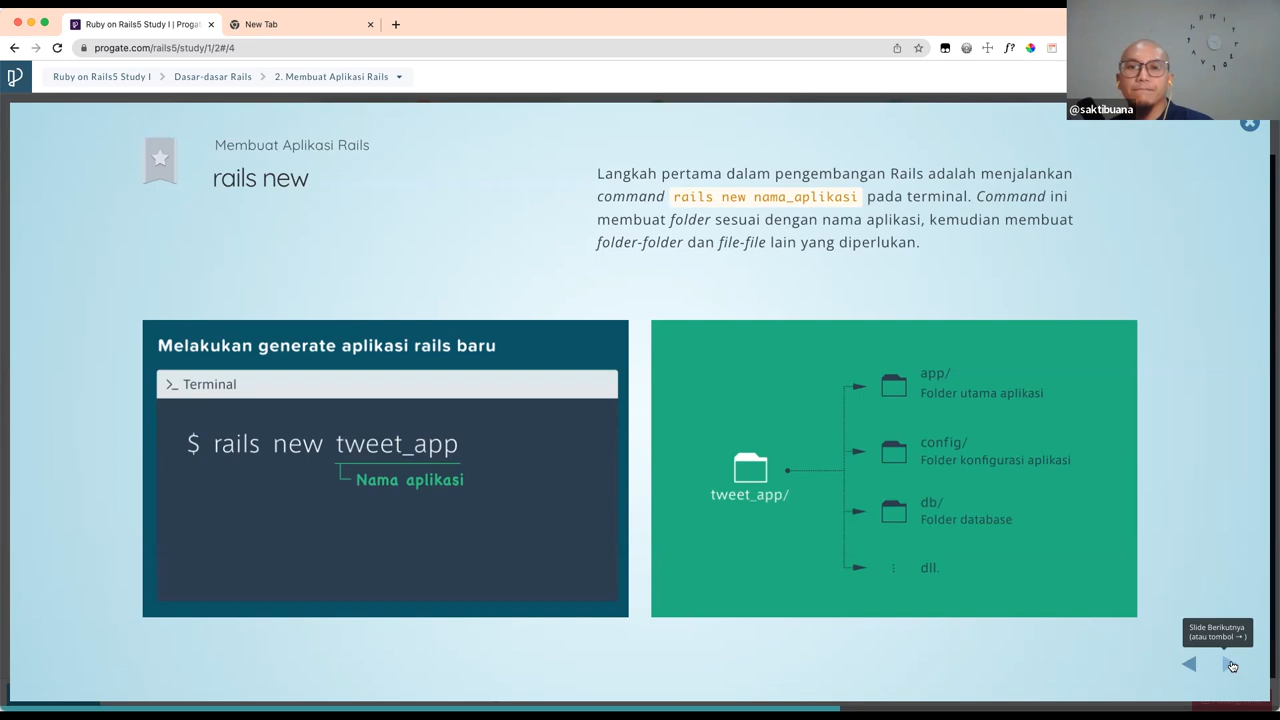 Ruby on Rails5 Study I | Progat
New Tab
progate.com/rails5/study/1/2#/4
Ruby on Rails5 Study I
Dasar-dasar Rails
2. Membuat Aplikasi Rails
@saktibuana
Membuat Aplikasi Rails
rails new
Langkah pertama dalam pengembangan Rails adalah menjalankan
command rails new nama_aplikasi pada terminal. Command ini
membuat folder sesuai dengan nama aplikasi, kemudian membuat
folder-folder dan file-file lain yang diperlukan.
Melakukan generate aplikasi rails baru
>_ Terminal
$ rails new tweet_app
Nama aplikasi
tweet_app/
app/
Folder utama aplikasi
config/
Folder konfigurasi aplikasi
db/
Folder database
dll.
Slide Berikutnya
(atau tombol → )